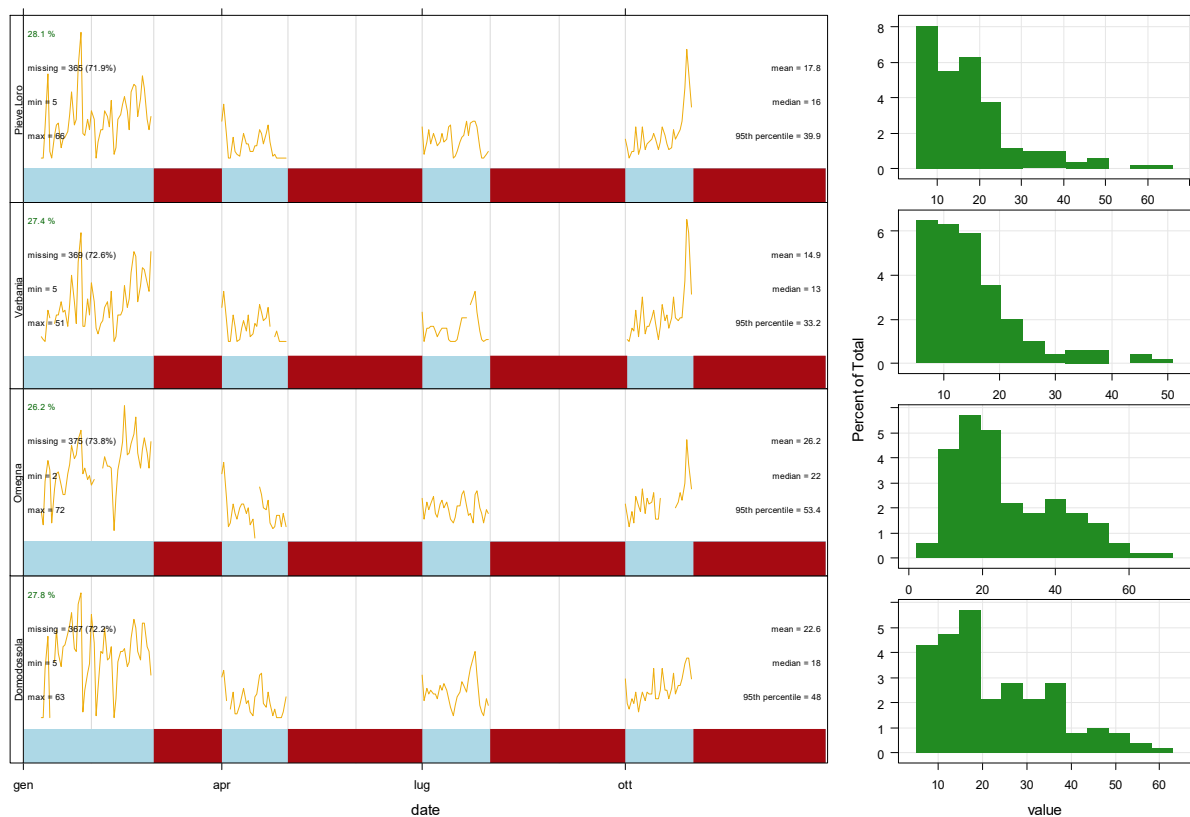 Pieve.Loro
28.1 %
missing = 365 (71.9%)
min = 5
max = 66
mean = 17.8
median = 16
95th percentile = 39.9
Verbania
27.4 %
missing = 369 (72.6%)
min = 5
max = 51
mean = 14.9
median = 13
95th percentile = 33.2
Omegna
26.2 %
missing = 375 (73.8%)
min = 2
max = 72
mean = 26.2
median = 22
95th percentile = 53.4
Domodossola
27.8 %
missing = 367 (72.2%)
min = 5
max = 63
mean = 22.6
median = 18
95th percentile = 48
gen apr lug ott
date
Percent of Total
8
6
4
2
0
10 20 30 40 50 60
6
4
2
0
10 20 30 40 50
5
4
3
2
1
0
0 20 40 60
5
4
3
2
1
0
10 20 30 40 50 60
value